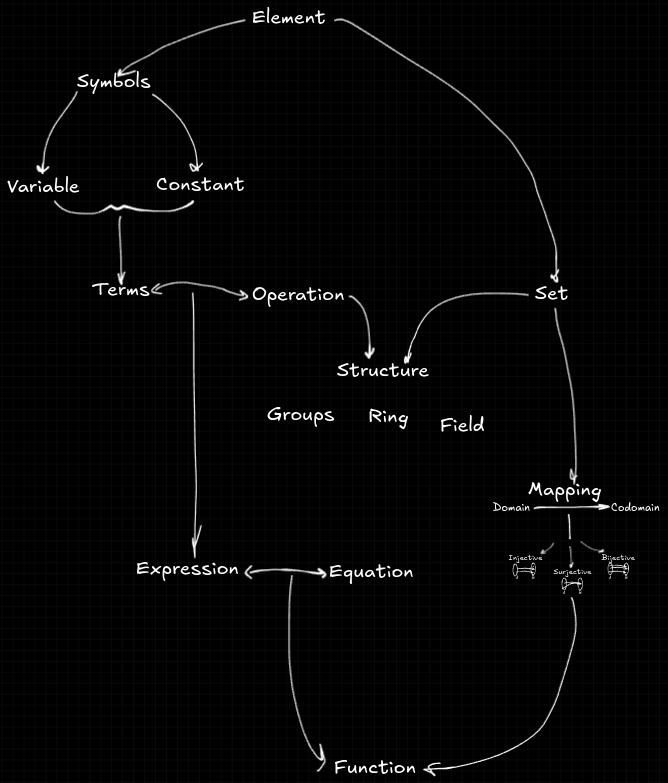 Element
Symbols
Variable
Constant
Terms
Operation
Set
Structure
Groups
Ring
Field
Mapping
Domain
Codomain
Injective
Surjective
Bijective
Expression
Equation
Function